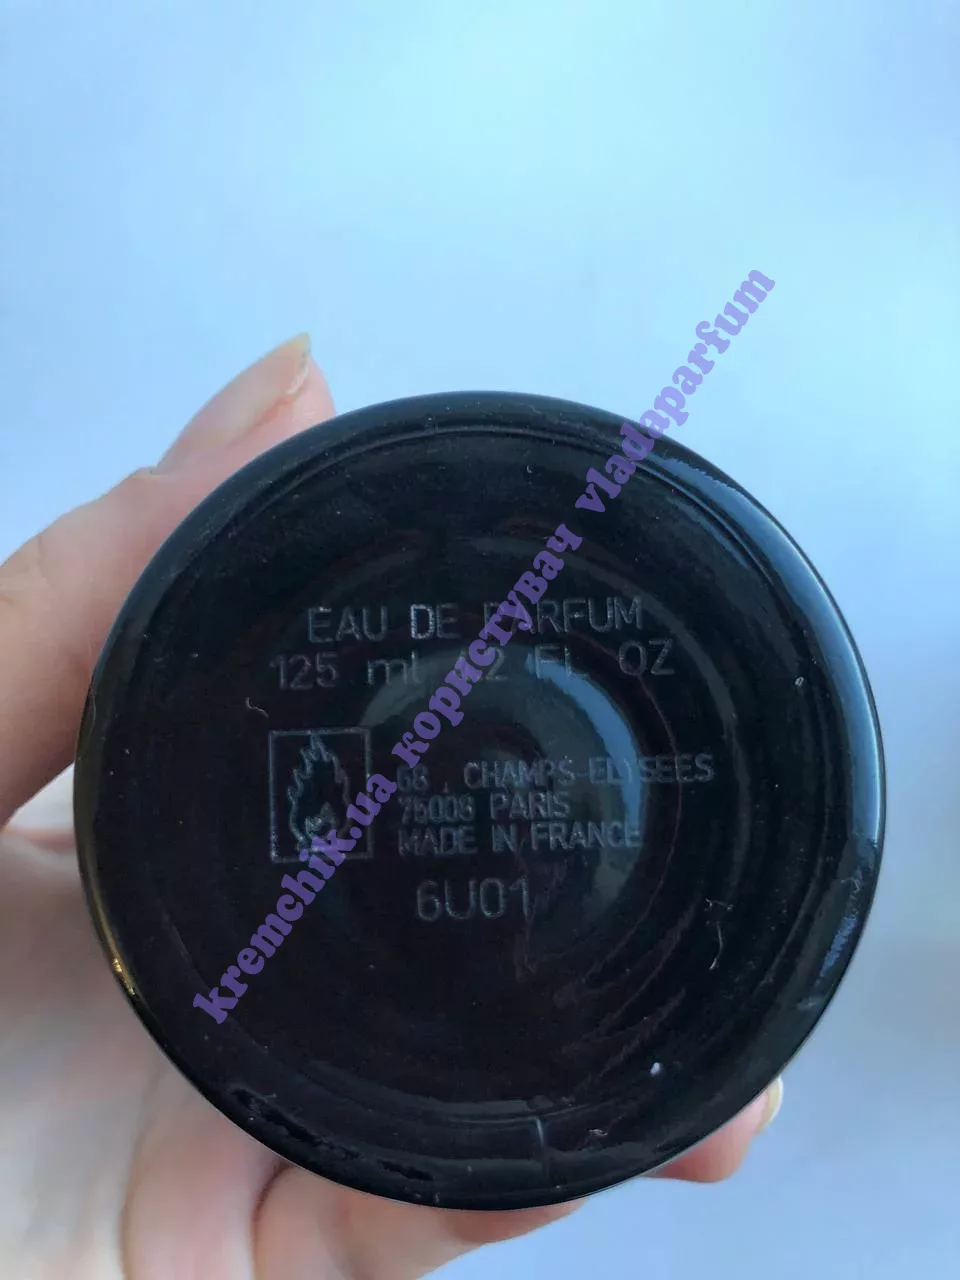 EAU DE PARFUM
125 ml 4.2 FL OZ
68, CHAMPS-ELYSEES
75008 PARIS
MADE IN FRANCE
6U01
kremchik.ua користувач vladaparfum